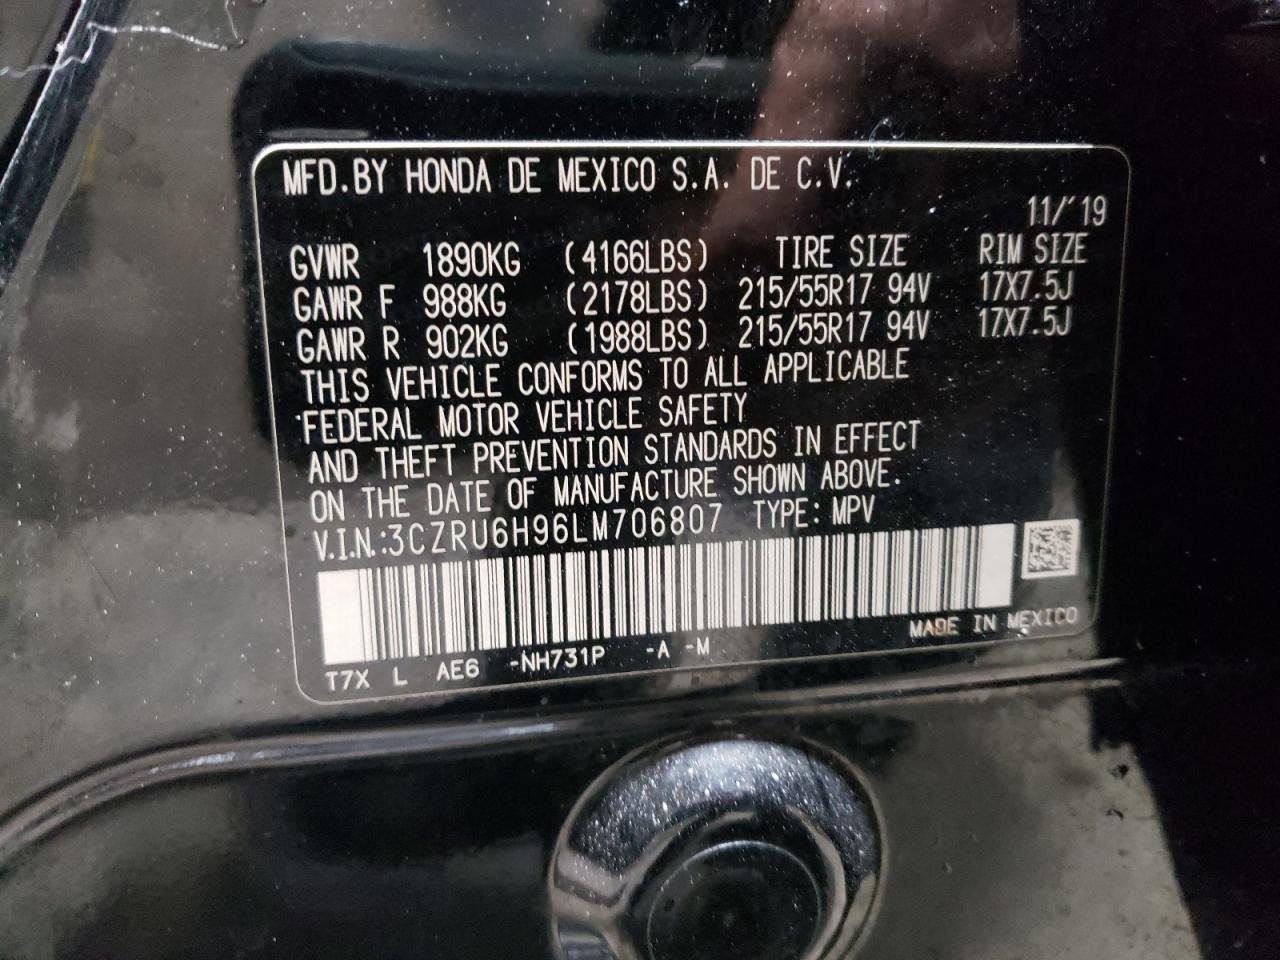 MFD.BY HONDA DE MEXICO S.A. DE C.V.
11/'19
GVWR 1890KG (4166LBS) TIRE SIZE RIM SIZE
GAWR F 988KG (2178LBS) 215/55R17 94V 17X7.5J
GAWR R 902KG (1988LBS) 215/55R17 94V 17X7.5J
THIS VEHICLE CONFORMS TO ALL APPLICABLE
FEDERAL MOTOR VEHICLE SAFETY
AND THEFT PREVENTION STANDARDS IN EFFECT
ON THE DATE OF MANUFACTURE SHOWN ABOVE.
V.I.N.:3CZRU6H96LM706807 TYPE: MPV
MADE IN MEXICO
T7X L AE6 -NH731P -A -M